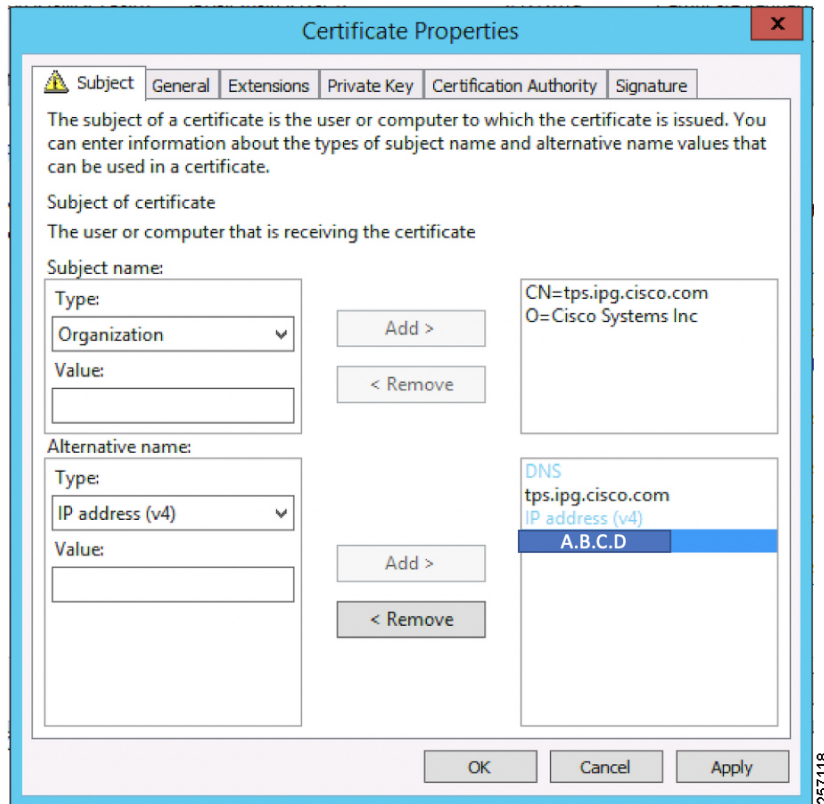 Certificate Properties
x
Subject General Extensions Private Key Certification Authority Signature
The subject of a certificate is the user or computer to which the certificate is issued. You
can enter information about the types of subject name and alternative name values that
can be used in a certificate.
Subject of certificate
The user or computer that is receiving the certificate
Subject name:
Type:
Organization
Value:
Add >
< Remove
CN=tps.ipg.cisco.com
O=Cisco Systems Inc
Alternative name:
Type:
IP address (v4)
Value:
Add >
< Remove
DNS
tps.ipg.cisco.com
IP address (v4)
A.B.C.D
OK Cancel Apply